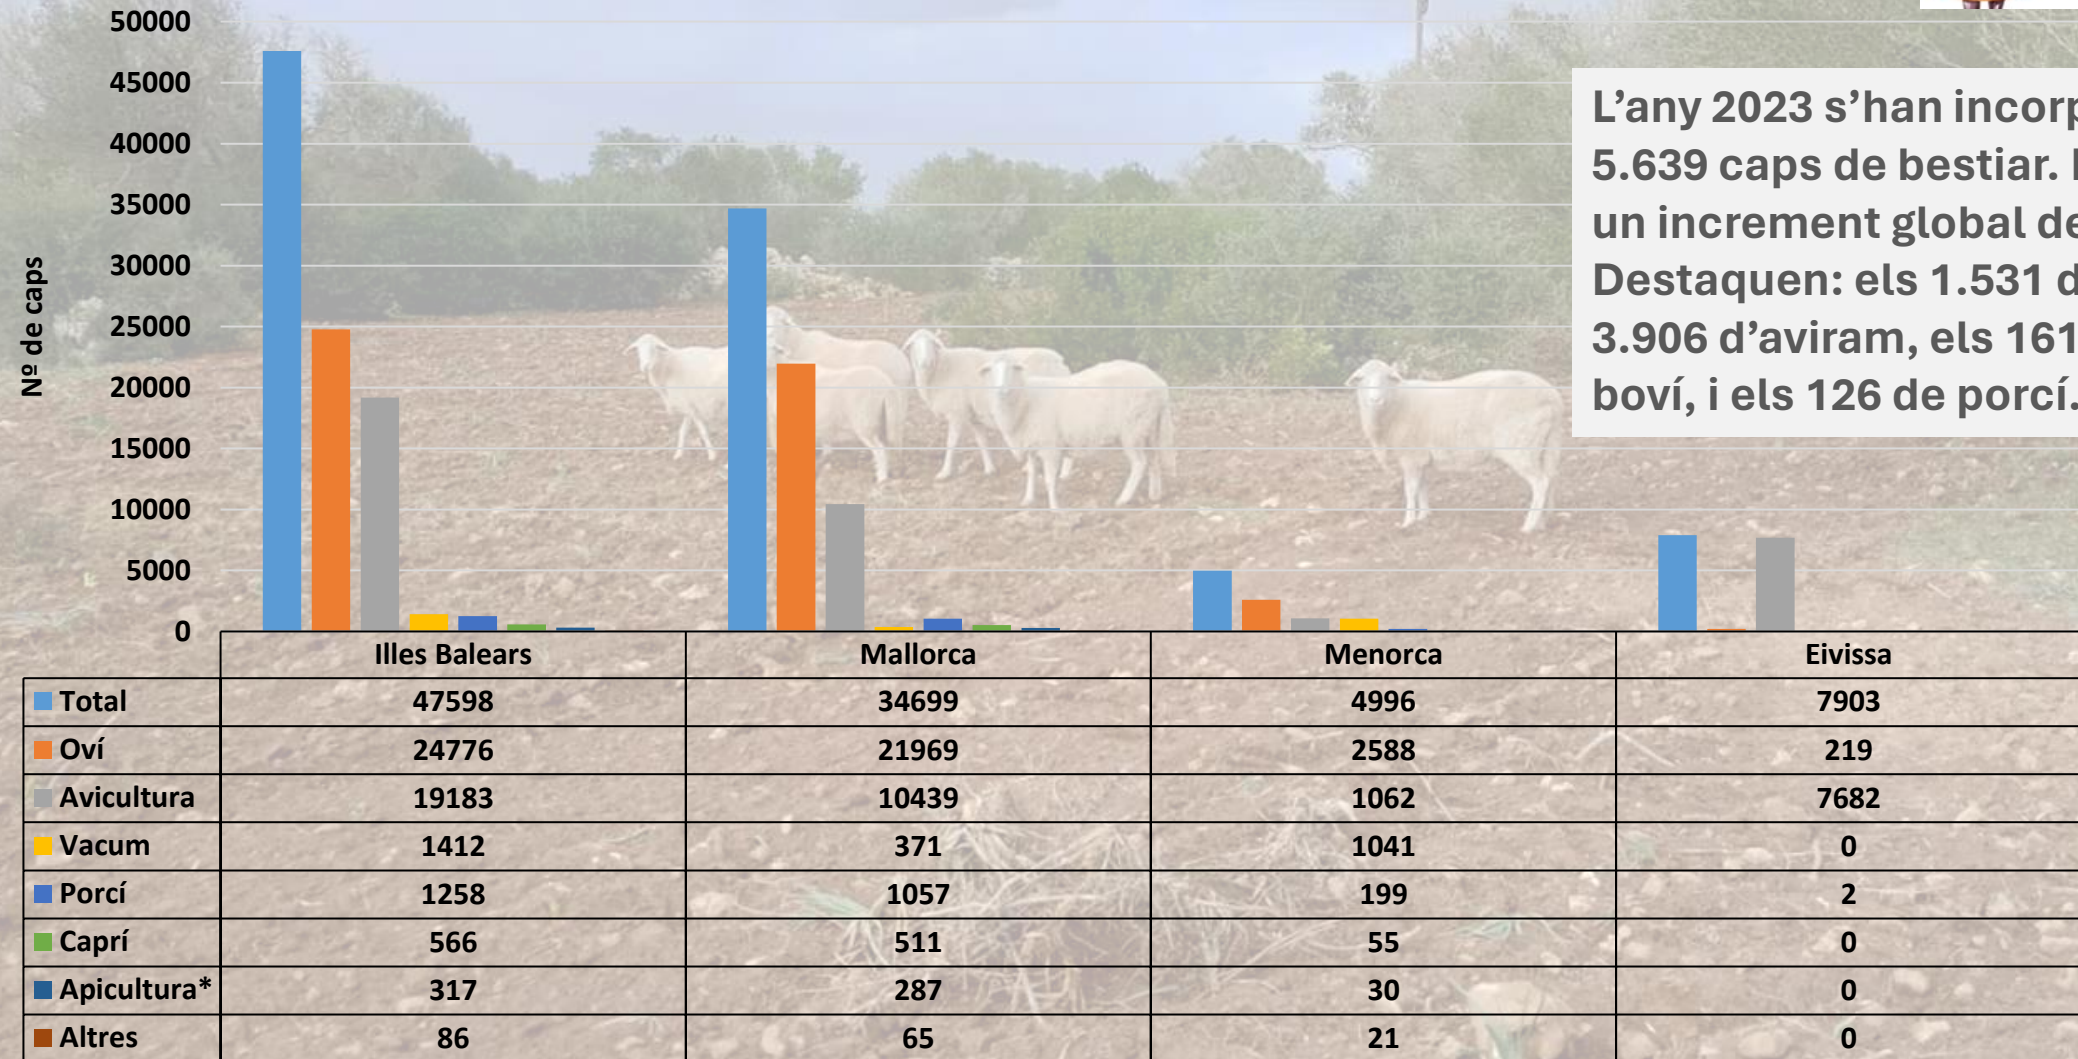 50000
45000
40000
35000
30000
25000
20000
15000
10000
5000
0
Nº de caps
L'any 2023 s'han
5.639 caps de bestiar.
un increment global
Destaquen: els 1.531
3.906 d'aviram, els 161
boví, i els 126 de porcí.
Illes Balears Mallorca Menorca Eivissa
Total 47598 34699 4996 7903
Oví 24776 21969 2588 219
Avicultura 19183 10439 1062 7682
Vacum 1412 371 1041 0
Porcí 1258 1057 199 2
Caprí 566 511 55 0
Apicultura* 317 287 30 0
Altres 86 65 21 0